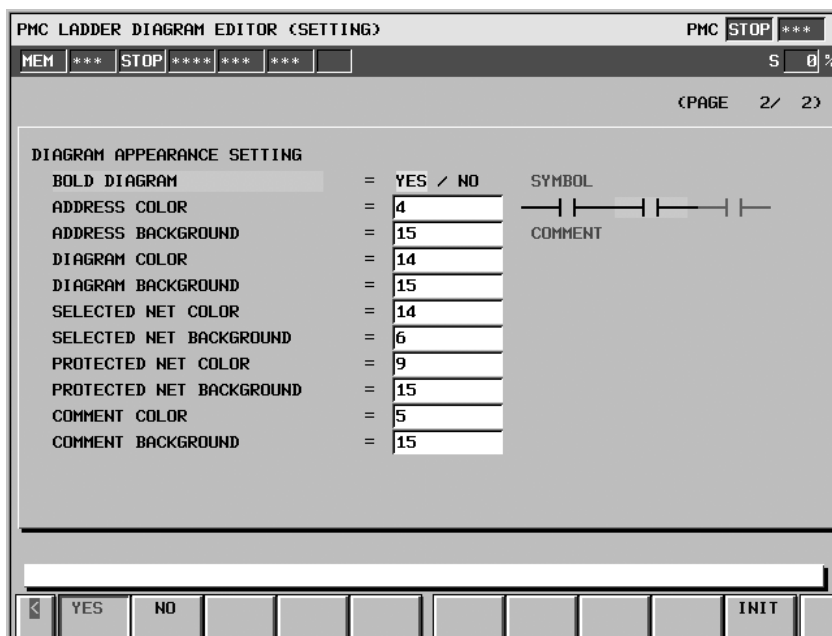 PMC LADDER DIAGRAM EDITOR (SETTING) PMC STOP ***
MEM *** STOP **** *** *** S 0 %
(PAGE 2/ 2)
DIAGRAM APPEARANCE SETTING
BOLD DIAGRAM = YES / NO SYMBOL
ADDRESS COLOR = 4
ADDRESS BACKGROUND = 15 COMMENT
DIAGRAM COLOR = 14
DIAGRAM BACKGROUND = 15
SELECTED NET COLOR = 14
SELECTED NET BACKGROUND = 6
PROTECTED NET COLOR = 9
PROTECTED NET BACKGROUND = 15
COMMENT COLOR = 5
COMMENT BACKGROUND = 15
< YES NO INIT